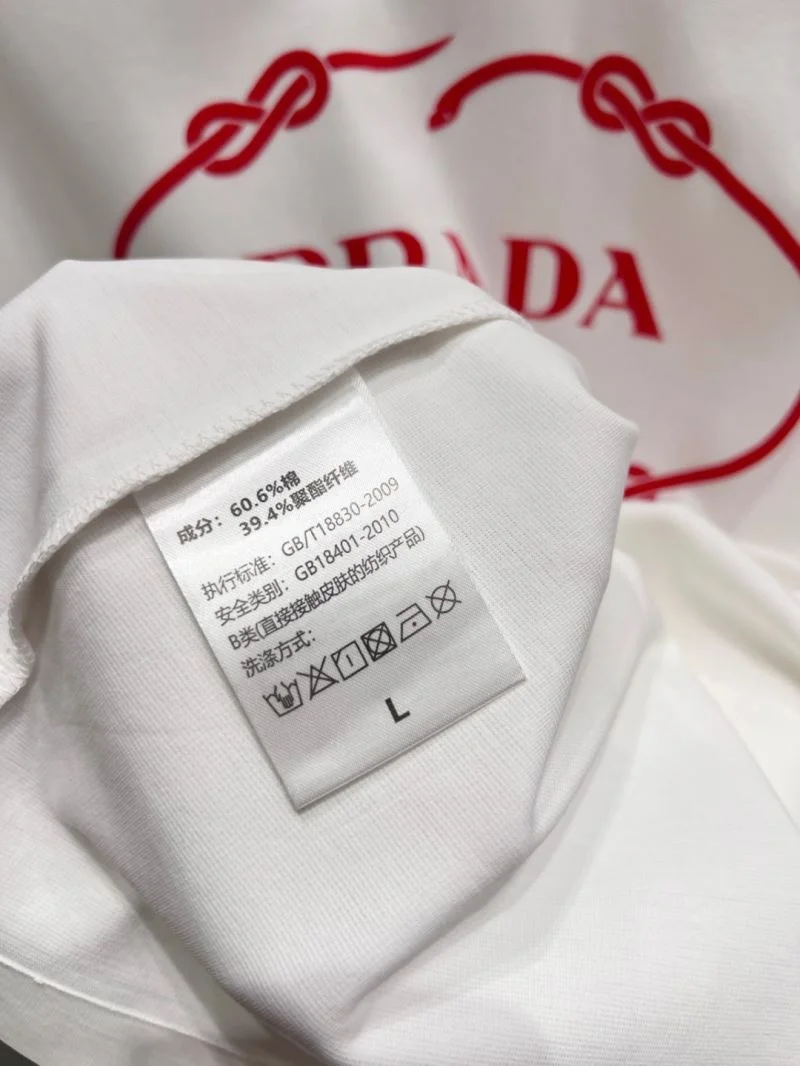 PRADA
成分：60.6%棉
39.4%聚酯纤维
执行标准：GB/T18830-2009
安全类别：GB18401-2010
B类(直接接触皮肤的纺织产品)
洗涤方式：
L